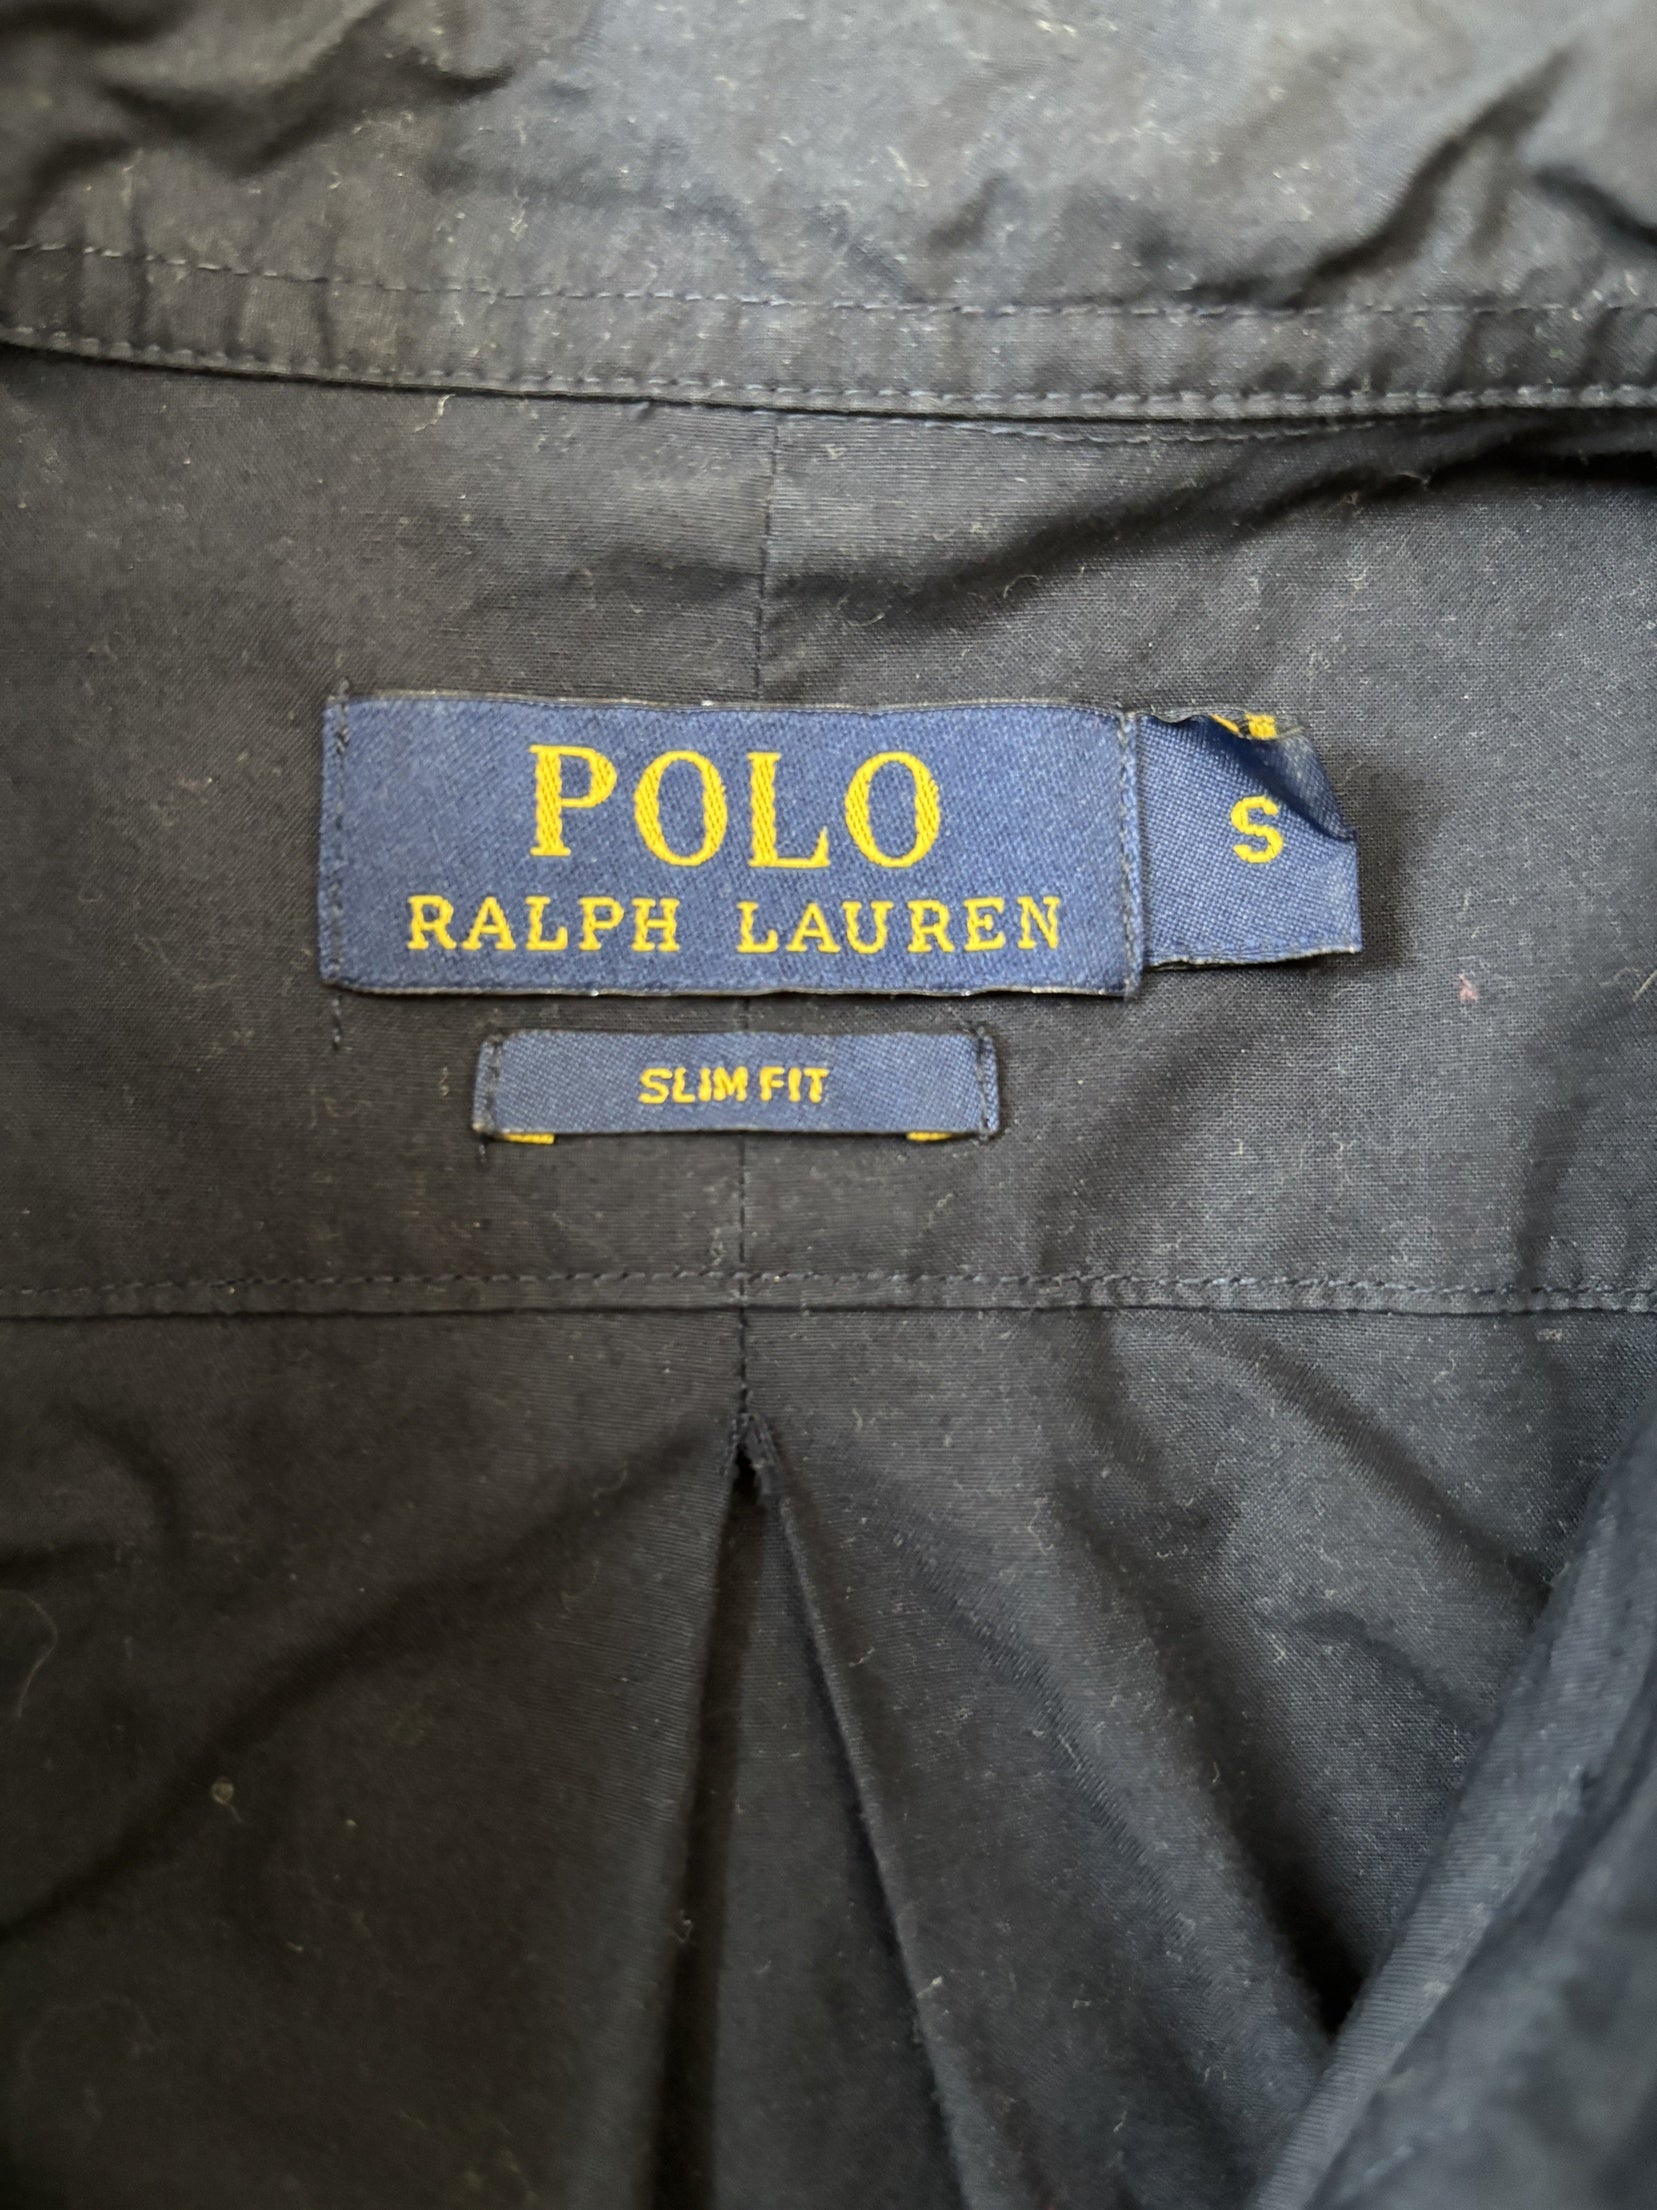 POLO
RALPH LAUREN
S
SLIM FIT